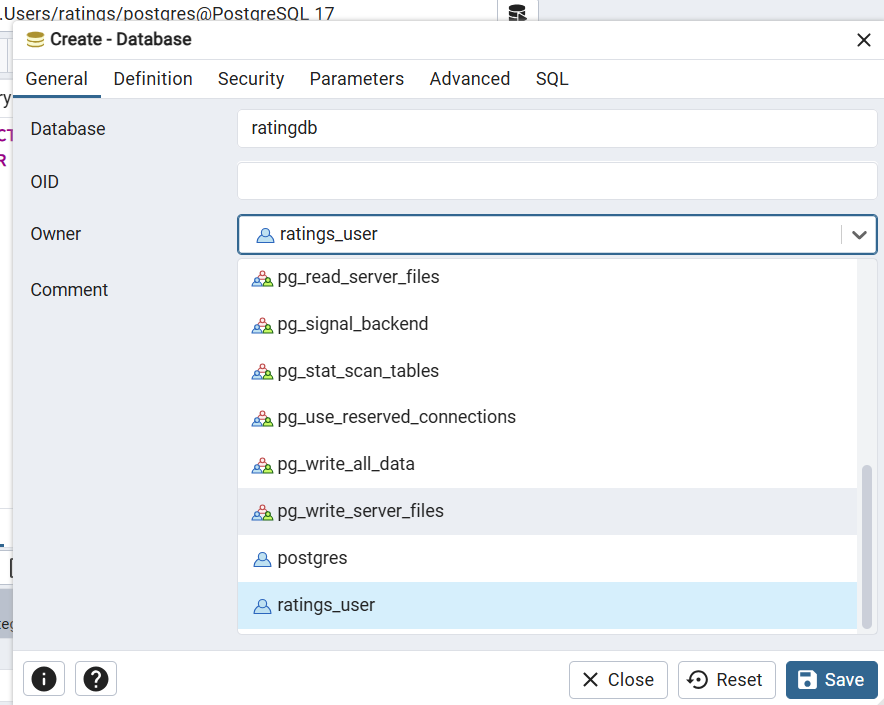 .Users/ratings/postgres@PostgreSQL 17
Create - Database
General Definition Security Parameters Advanced SQL
Database ratingdb
OID
Owner ratings_user
Comment
pg_read_server_files
pg_signal_backend
pg_stat_scan_tables
pg_use_reserved_connections
pg_write_all_data
pg_write_server_files
postgres
ratings_user
Close Reset Save